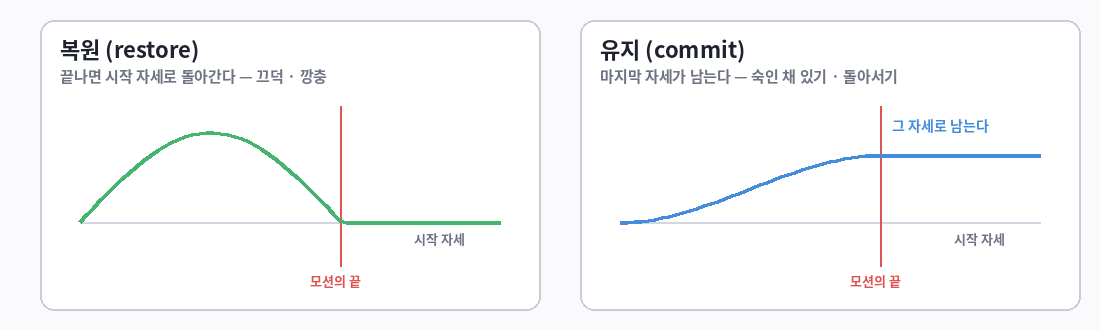 복원 (restore)
끝나면 시작 자세로 돌아간다 — 끄덕 · 깡충
시작 자세
모션의 끝
유지 (commit)
마지막 자세가 남는다 — 숙인 채 있기 · 돌아서기
그 자세로 남는다
시작 자세
모션의 끝